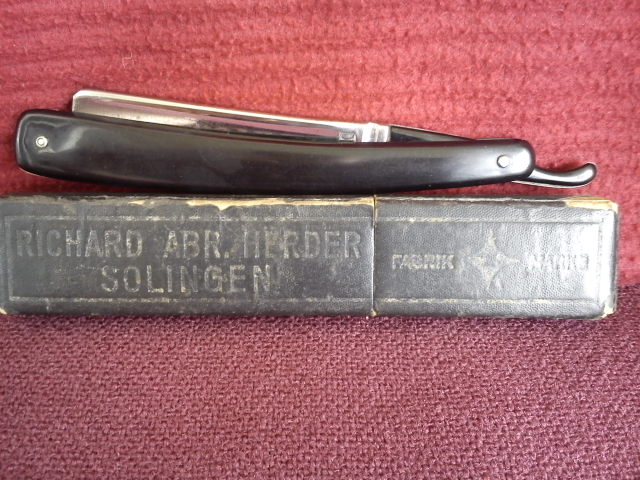 RICHARD ABR. HERDER
SOLINGEN
FABRIK MARKE